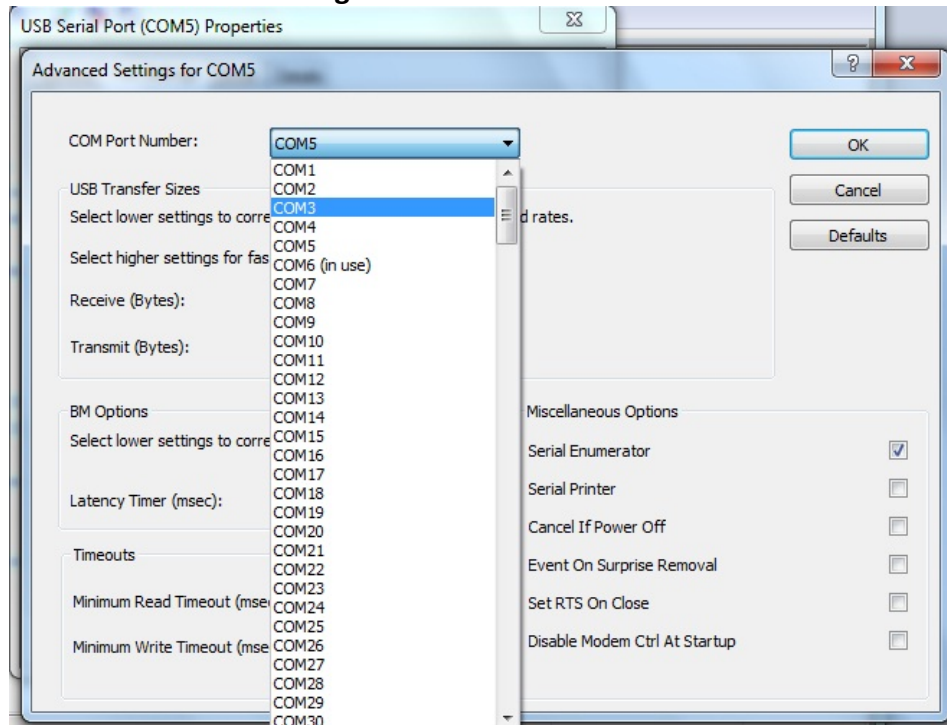 USB Serial Port (COM5) Properties
Advanced Settings for COM5
COM Port Number:
COM5
OK
Cancel
Defaults
USB Transfer Sizes
Select lower settings to corre
d rates.
Select higher settings for fas
Receive (Bytes):
Transmit (Bytes):
COM1
COM2
COM3
COM4
COM5
COM6 (in use)
COM7
COM8
COM9
COM10
COM11
COM12
COM13
COM14
COM15
COM16
COM17
COM18
COM19
COM20
COM21
COM22
COM23
COM24
COM25
COM26
COM27
COM28
COM29
COM30
BM Options
Select lower settings to corre
Latency Timer (msec):
Timeouts
Minimum Read Timeout (mse
Minimum Write Timeout (mse
Miscellaneous Options
Serial Enumerator
Serial Printer
Cancel If Power Off
Event On Surprise Removal
Set RTS On Close
Disable Modem Ctrl At Startup